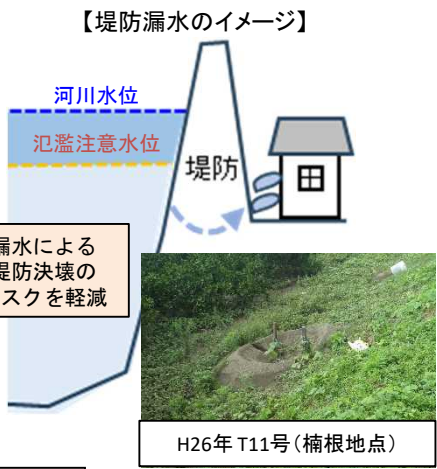 【堤防漏水のイメージ】
河川水位
氾濫注意水位
堤防
漏水による
堤防決壊の
スクを軽減
H26年 T11号(楠根地点)